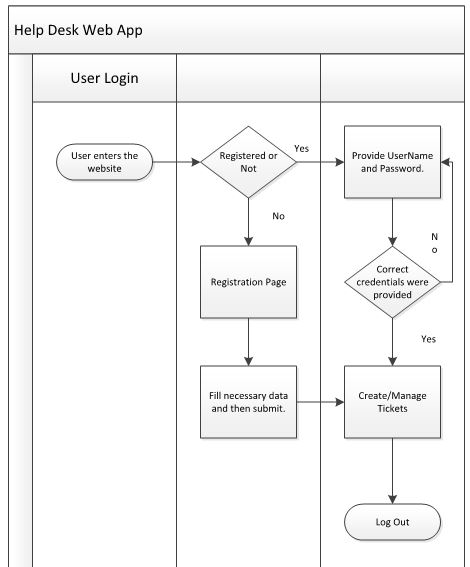 Help Desk Web App
User Login
User enters the
website
Registered or
Not
Yes
Provide UserName
and Password.
No
N
o
Registration Page
Correct
credentials were
provided
Yes
Fill necessary data
and then submit.
Create/Manage
Tickets
Log Out